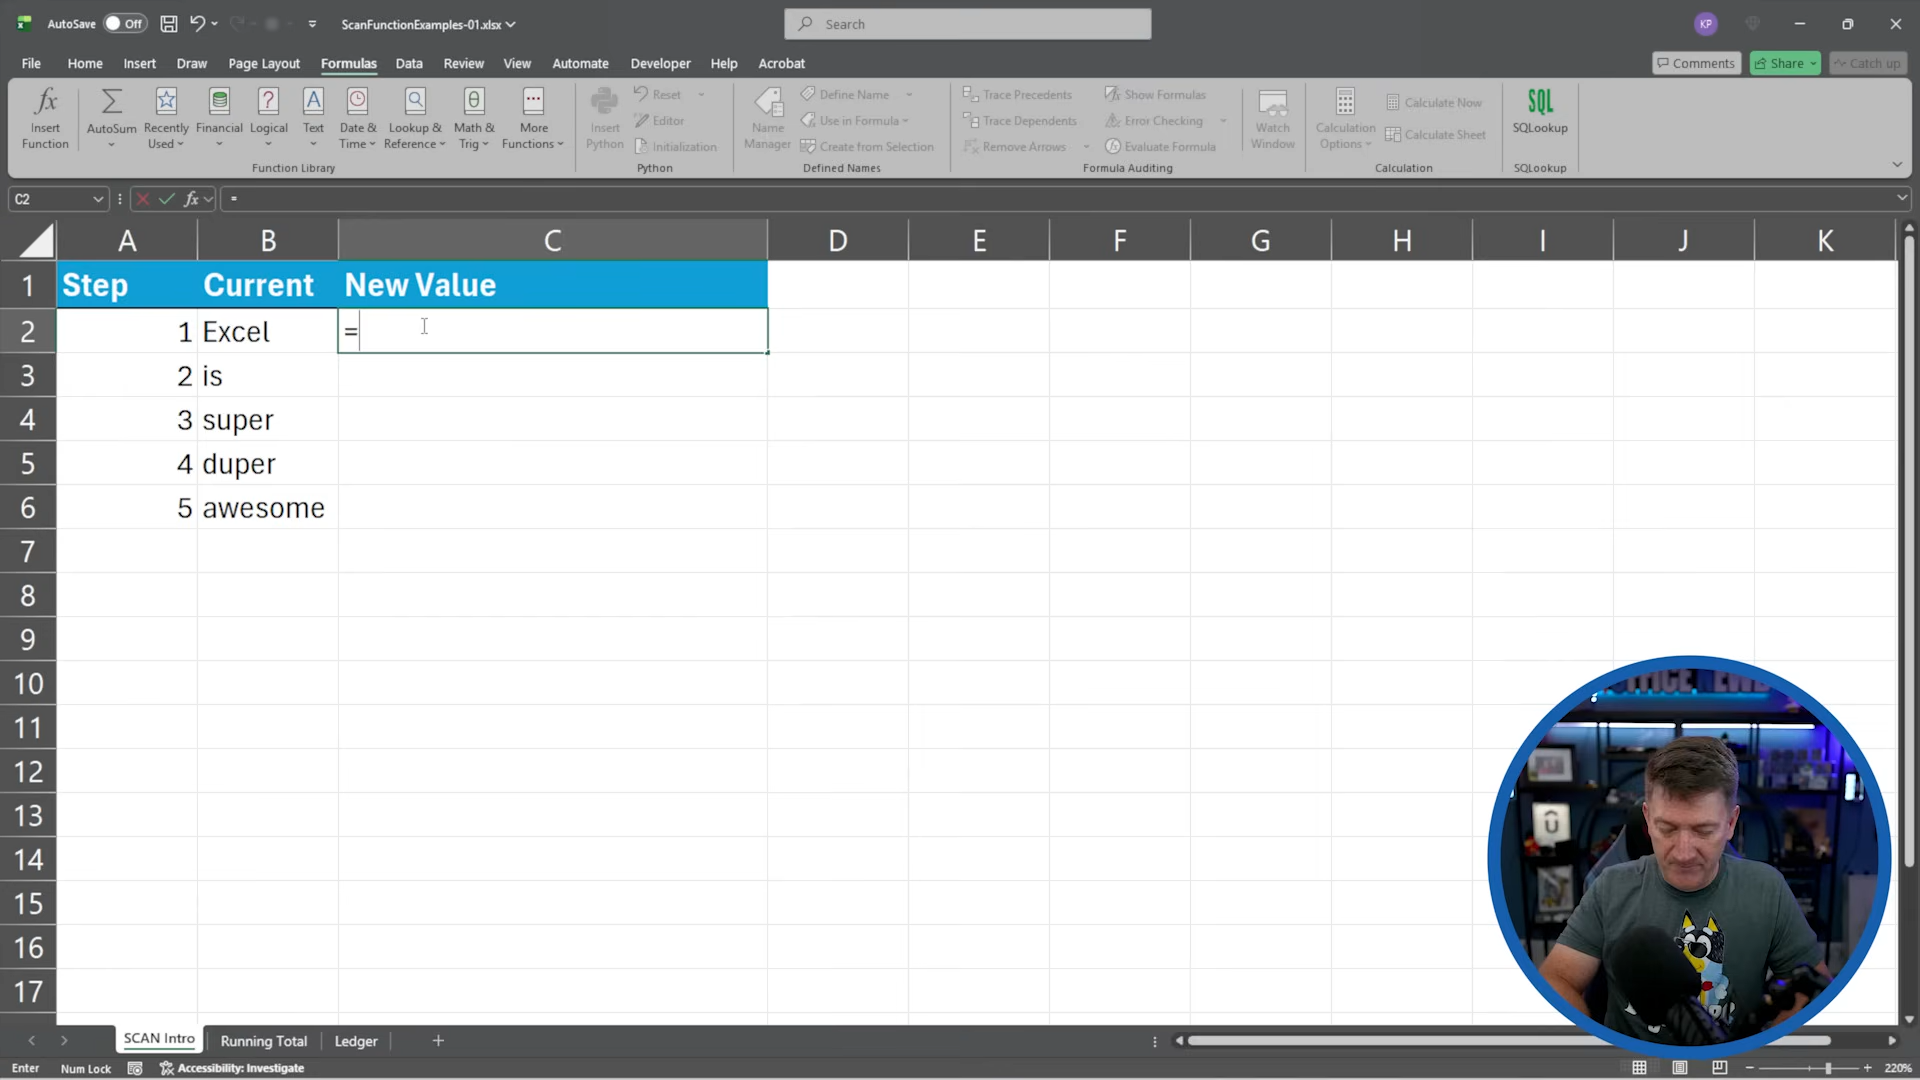 AutoSave Off ScanFunctionExamples-01.xlsx Search KP
File Home Insert Draw Page Layout Formulas Data Review View Automate Developer Help Acrobat Comments Share Catch up
Insert Function AutoSum Recently Used Financial Logical Text Date & Time Lookup & Reference Math & Trig More Functions
Function Library
Insert Python Reset Editor Initialization
Python
Name Manager Define Name Use in Formula Create from Selection
Defined Names
Trace Precedents Trace Dependents Remove Arrows Show Formulas Error Checking Evaluate Formula
Formula Auditing
Watch Window
Calculation Options Calculate Now Calculate Sheet
Calculation
SQL SQLookup
SQLookup
C2 fx =
A B C D E F G H I J K
1 Step Current New Value
2 1 Excel =
3 2 is
4 3 super
5 4 duper
6 5 awesome
7
8
9
10
11
12
13
14
15
16
17
SCAN Intro Running Total Ledger
Enter Num Lock Accessibility: Investigate 220%